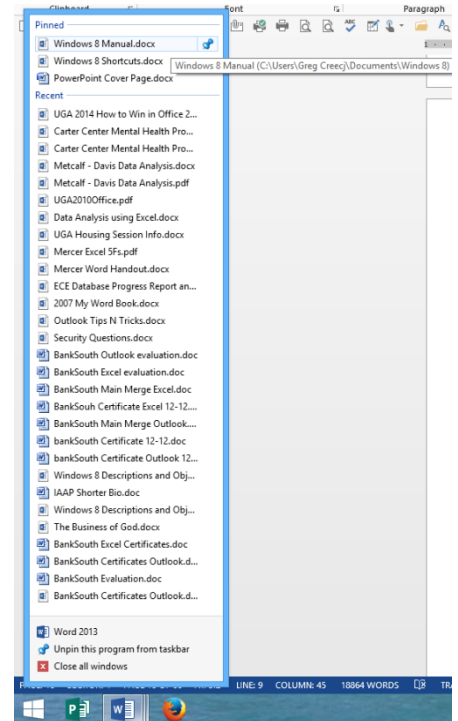 Clipboard
Font
Paragraph
Pinned
Windows 8 Manual.docx
Windows 8 Shortcuts.docx
Windows 8 Manual (C:\Users\Greg Creecj\Documents\Windows 8)
PowerPoint Cover Page.docx
Recent
UGA 2014 How to Win in Office 2...
Carter Center Mental Health Pro...
Carter Center Mental Health Pro...
Metcalf - Davis Data Analysis.docx
Metcalf - Davis Data Analysis.pdf
UGA2010Office.pdf
Data Analysis using Excel.docx
UGA Housing Session Info.docx
Mercer Excel 5Fs.pdf
Mercer Word Handout.docx
ECE Database Progress Report an...
2007 My Word Book.docx
Outlook Tips N Tricks.docx
Security Questions.docx
BankSouth Outlook evaluation.doc
BankSouth Excel evaluation.doc
BankSouth Main Merge Excel.doc
BankSouh Certificate Excel 12-12....
BankSouth Main Merge Outlook....
bankSouth Certificate 12-12.doc
bankSouth Certificate Outlook 12...
Windows 8 Descriptions and Obj...
IAAP Shorter Bio.doc
Windows 8 Descriptions and Obj...
The Business of God.docx
BankSouth Excel Certificates.doc
BankSouth Certificates Outlook.d...
BankSouth Evaluation.doc
BankSouth Certificates Outlook.d...
Word 2013
Unpin this program from taskbar
Close all windows
LINE: 9 COLUMN: 45 18864 WORDS TRA